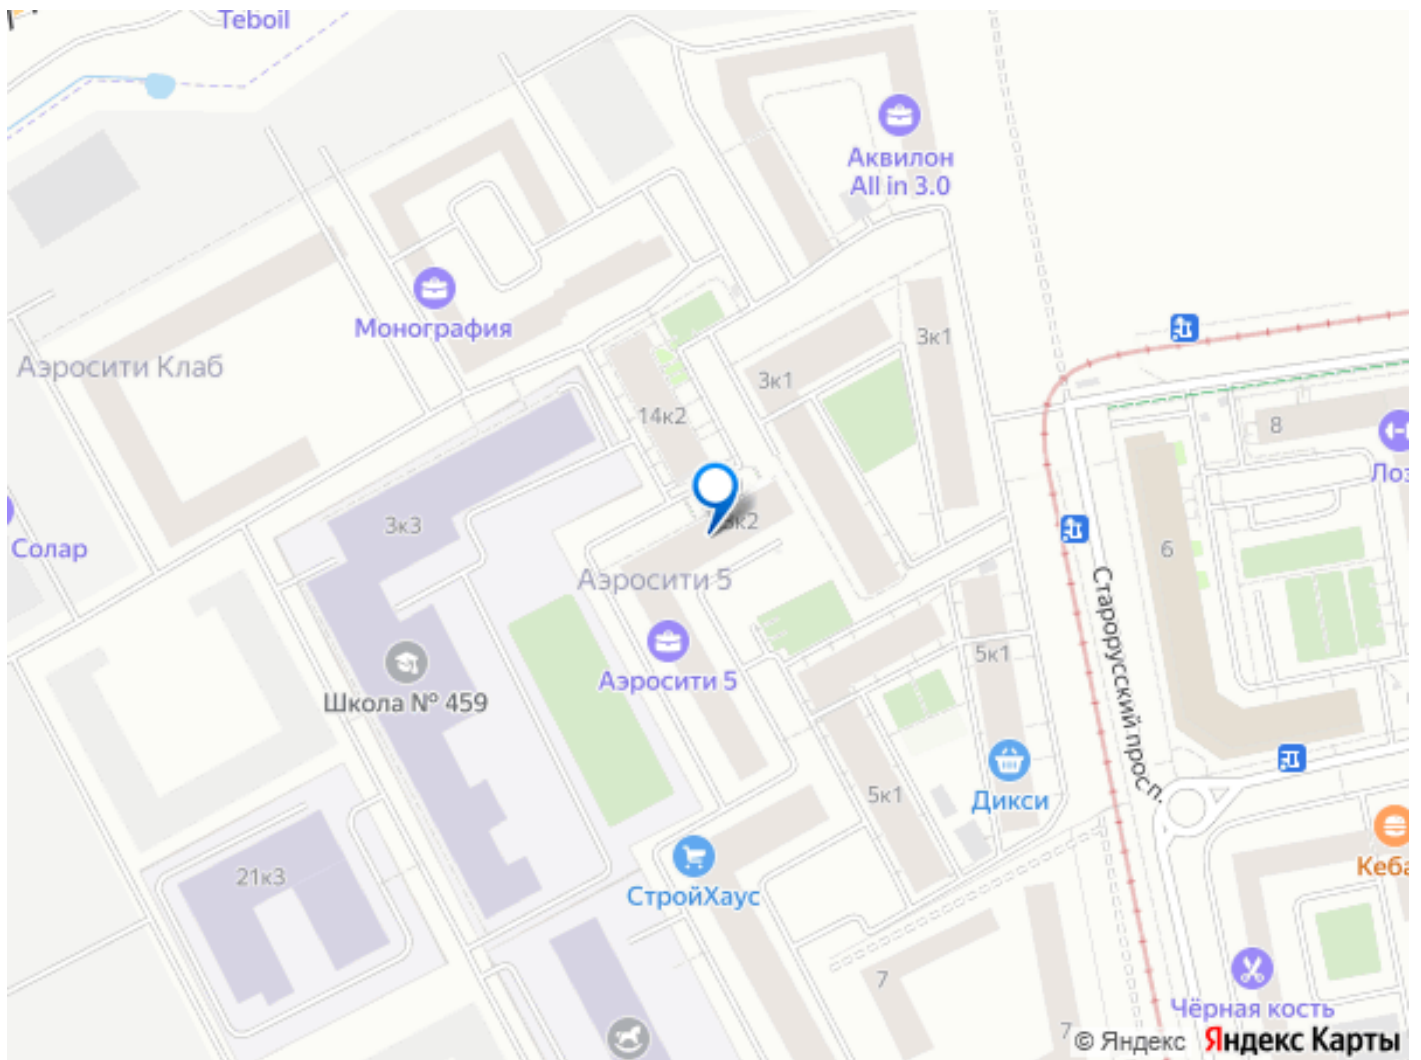 Teboil
Аквилон
All in 3.0
Монография
Аэросити Клаб
3к1
3к1
14к2
8
Лоз
3к3
3к2
Солар
6
Аэросити 5
Старорусский просп.
5к1
Аэросити 5
Школа № 459
Дикси
5к1
Кеба
21к3
СтройХаус
7
Чёрная кость
7
© Яндекс Яндекс Карты